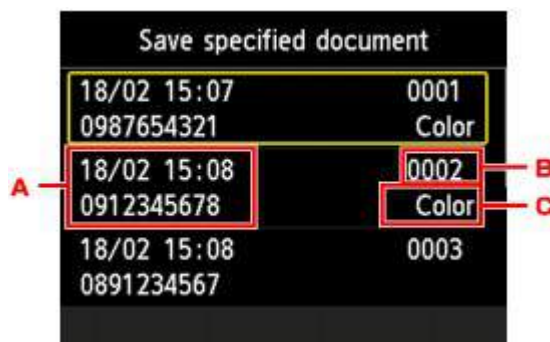 Save specified document
18/02 15:07 0001
0987654321 Color
18/02 15:08 0002 B
A
0912345678 Color C
18/02 15:08 0003
0891234567